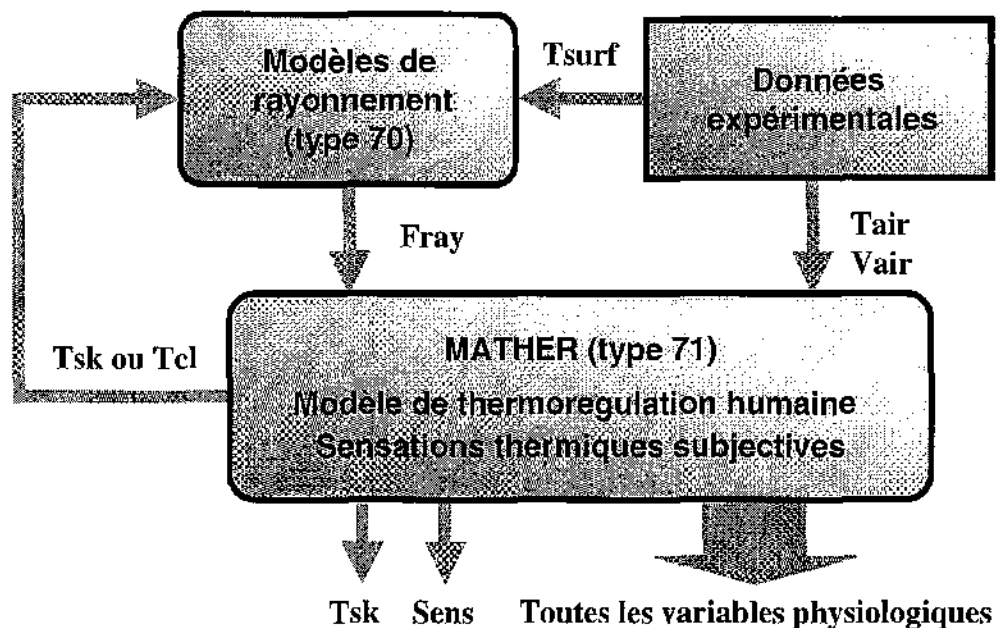 Modèles de
rayonnement
(type 70)
Tsurf
Données
expérimentales
Fray
Tair
Vair
Tsk ou Tcl
MATHER (type 71)
Modèle de thermoregulation humaine
Sensations thermiques subjectives
Tsk
Sens
Toutes les variables physiologiques